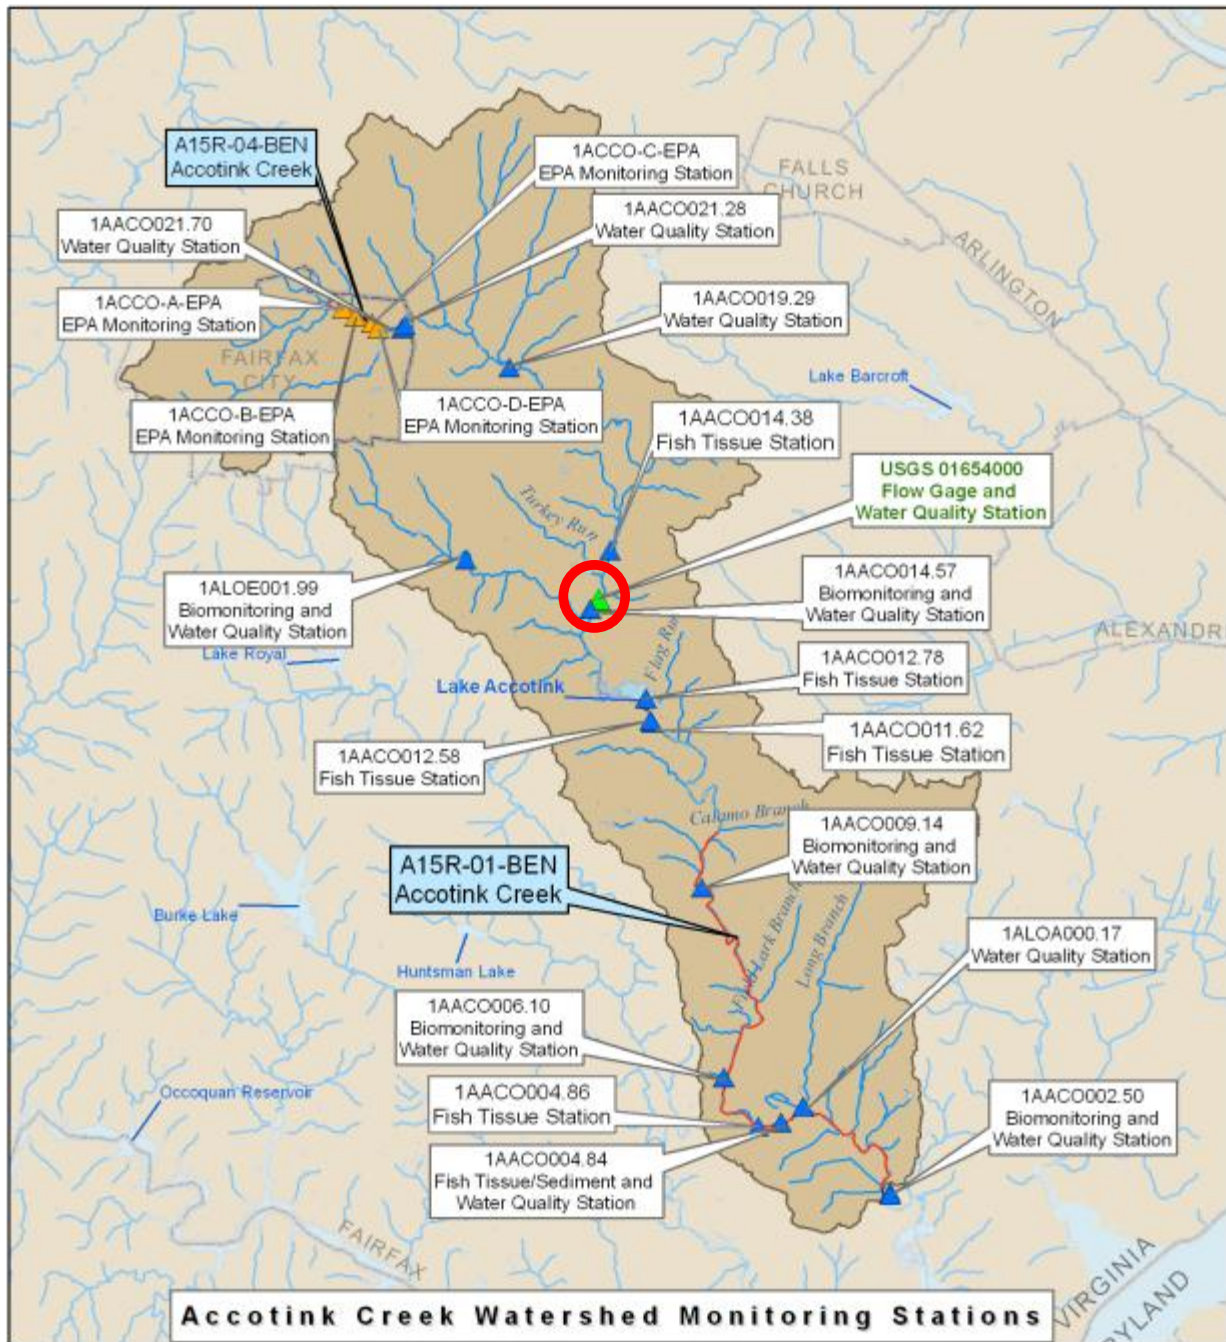 A15R-04-BEN
Accotink Creek
1ACCO-C-EPA
EPA Monitoring Station
FALLS
CHURCH
1AACO021.70
Water Quality Station
1AACO021.28
Water Quality Station
ARLINGTON
1ACCO-A-EPA
EPA Monitoring Station
1AACO019.29
Water Quality Station
FAIRFAX
CITY
Lake Barcroft
1ACCO-B-EPA
EPA Monitoring Station
1ACCO-D-EPA
EPA Monitoring Station
1AACO014.38
Fish Tissue Station
USGS 01654000
Flow Gage and
Water Quality Station
Turkey Run
1ALOE001.99
Biomonitoring and
Water Quality Station
1AACO014.57
Biomonitoring and
Water Quality Station
ALEXANDR
Lake Royal
Flag Run
1AACO012.78
Fish Tissue Station
Lake Accotink
1AACO012.58
Fish Tissue Station
1AACO011.62
Fish Tissue Station
Calamo Branch
1AACO009.14
Biomonitoring and
Water Quality Station
A15R-01-BEN
Accotink Creek
Burke Lake
Huntsman Lake
Lark Branch
Long Branch
1ALOA000.17
Water Quality Station
1AACO006.10
Biomonitoring and
Water Quality Station
Occoquan Reservoir
1AACO004.86
Fish Tissue Station
1AACO002.50
Biomonitoring and
Water Quality Station
1AACO004.84
Fish Tissue/Sediment and
Water Quality Station
FAIRFAX
VIRGINIA
RYLAND
Accotink Creek Watershed Monitoring Stations